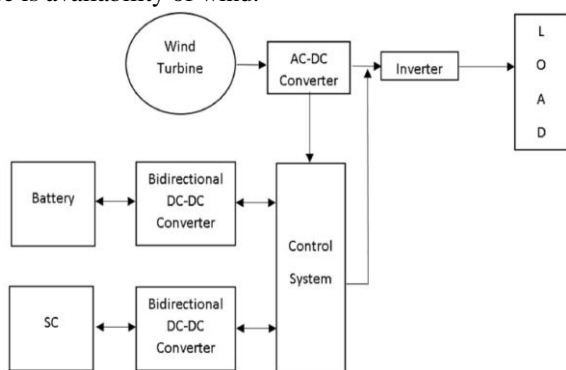 is availability of wind.
Wind
Turbine
AC-DC
Converter
Inverter
L
O
A
D
Battery
Bidirectional
DC-DC
Converter
Control
System
SC
Bidirectional
DC-DC
Converter